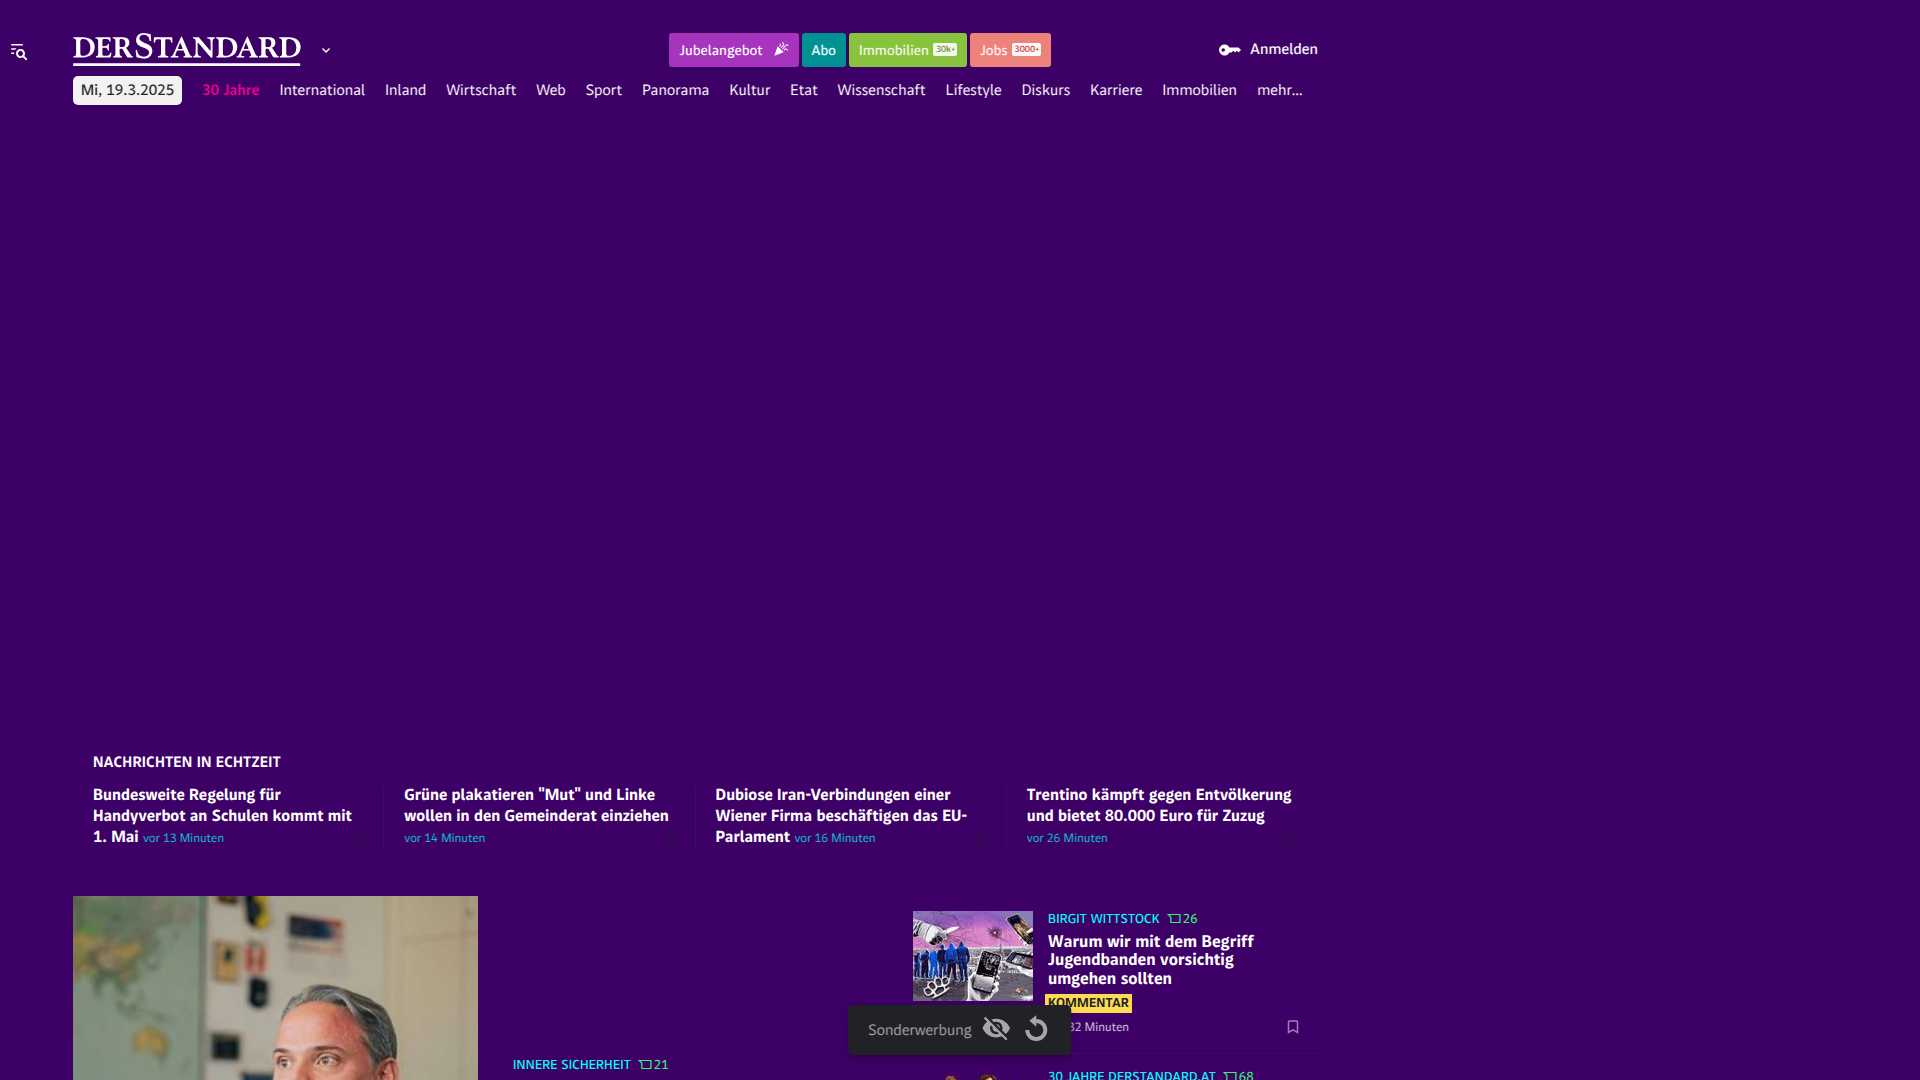 DERSTANDARD
Jubelangebot
Abo
Immobilien 30k+
Jobs 3000+
Anmelden
Mi, 19.3.2025
30 Jahre
International
Inland
Wirtschaft
Web
Sport
Panorama
Kultur
Etat
Wissenschaft
Lifestyle
Diskurs
Karriere
Immobilien
mehr...
NACHRICHTEN IN ECHTZEIT
Bundesweite Regelung für
Handyverbot an Schulen kommt mit
1. Mai vor 13 Minuten
Grüne plakatieren "Mut" und Linke
wollen in den Gemeinderat einziehen
vor 14 Minuten
Dubiose Iran-Verbindungen einer
Wiener Firma beschäftigen das EU-
Parlament vor 16 Minuten
Trentino kämpft gegen Entvölkerung
und bietet 80.000 Euro für Zuzug
vor 26 Minuten
BIRGIT WITTSTOCK 26
Warum wir mit dem Begriff
Jugendbanden vorsichtig
umgehen sollten
KOMMENTAR
32 Minuten
Sonderwerbung
INNERE SICHERHEIT 21
30 JAHRE DERSTANDARD.AT 68